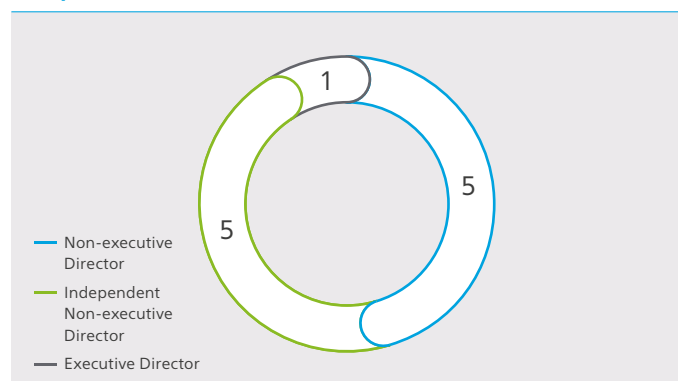 1
5
5
Non-executive
Director
Independent
Non-executive
Director
Executive Director